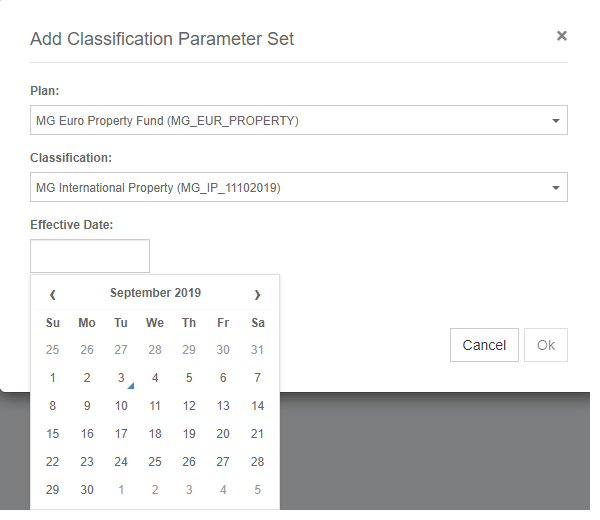 Add Classification Parameter Set ×
Plan:
MG Euro Property Fund (MG_EUR_PROPERTY)
Classification:
MG International Property (MG_IP_11102019)
Effective Date:
‹ September 2019 ›
Su Mo Tu We Th Fr Sa
25 26 27 28 29 30 31
1 2 3 4 5 6 7
8 9 10 11 12 13 14
15 16 17 18 19 20 21
22 23 24 25 26 27 28
29 30 1 2 3 4 5
Cancel Ok